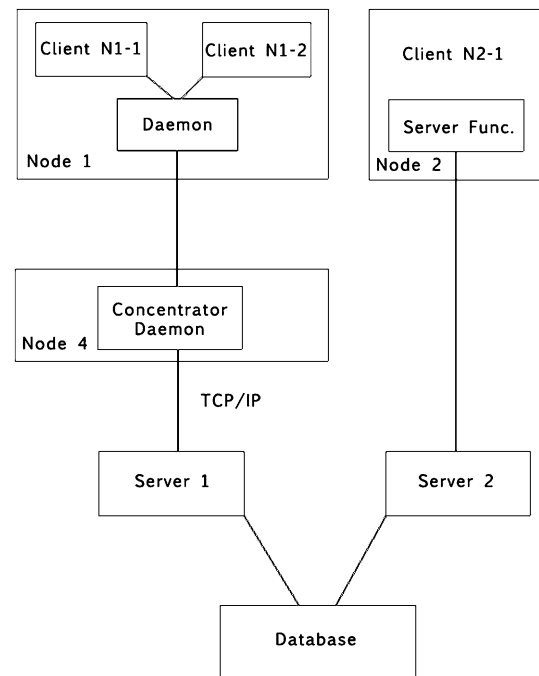 Client N1-1
Client N1-2
Daemon
Node 1
Client N2-1
Server Func.
Node 2
Concentrator
Daemon
Node 4
TCP/IP
Server 1
Server 2
Database